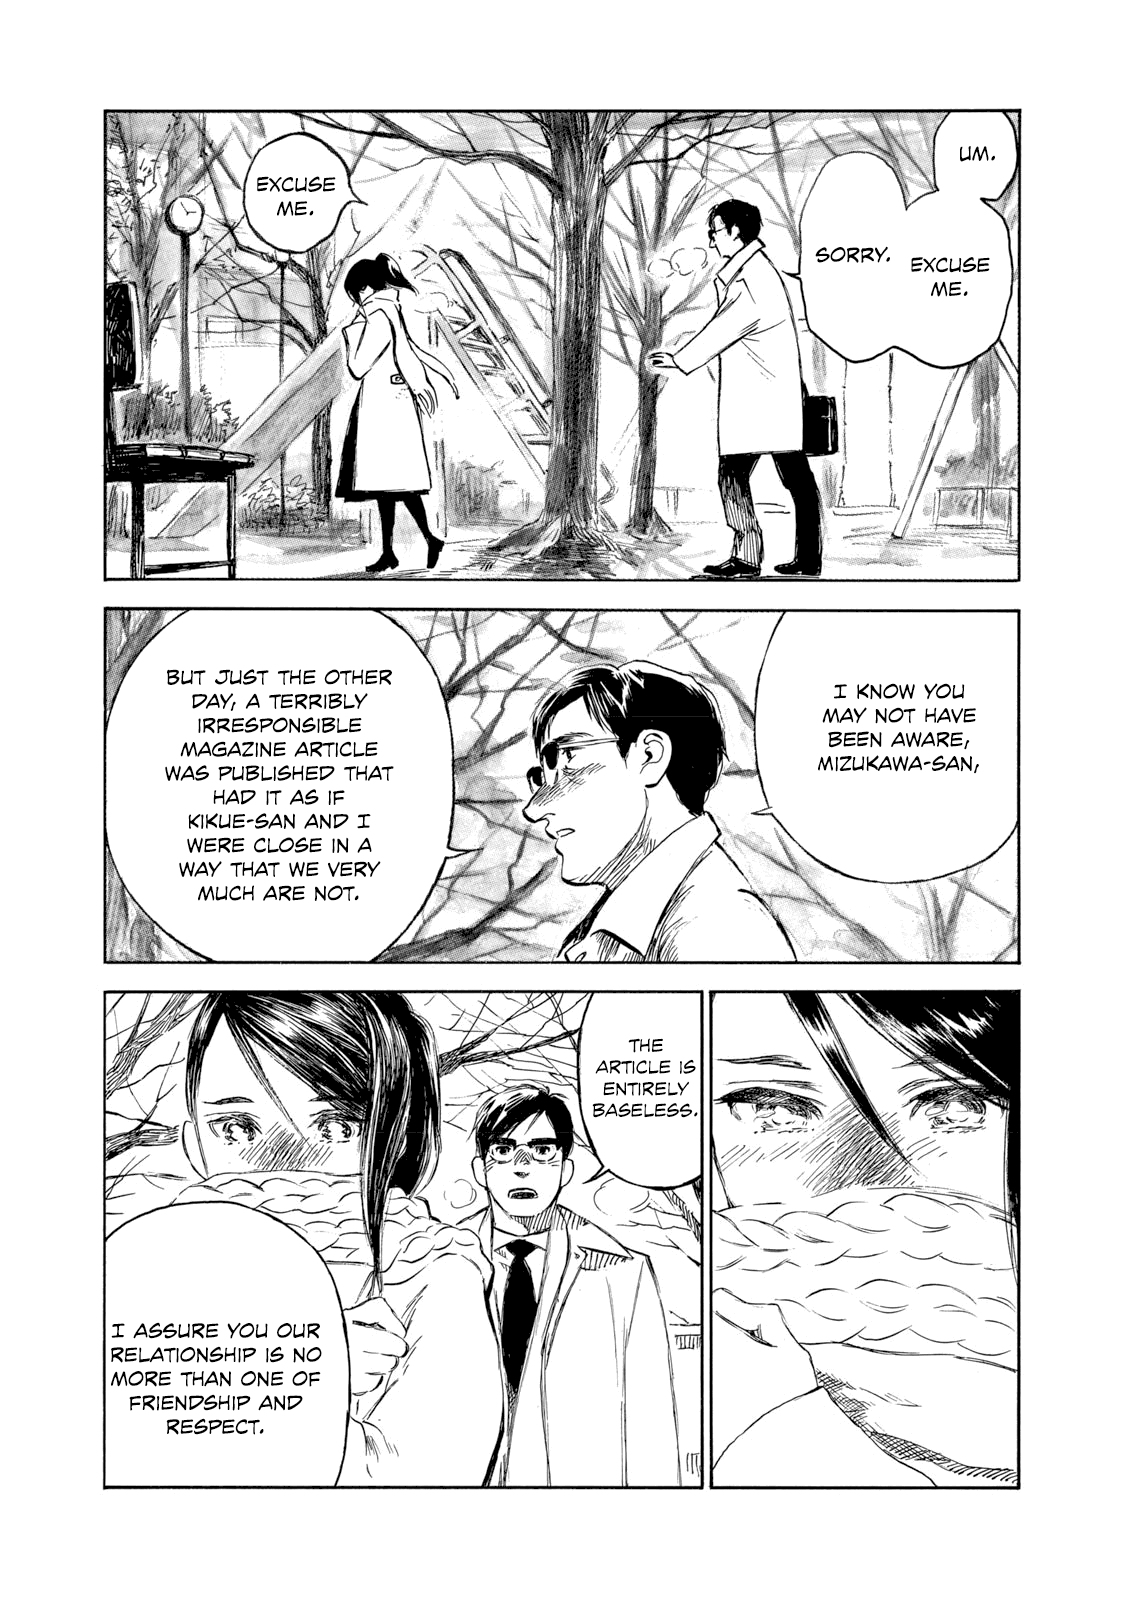 UM.
SORRY. EXCUSE
ME.
EXCUSE
ME.
I KNOW YOU
MAY NOT HAVE
BEEN AWARE,
MIZUKAWA-SAN,
BUT JUST THE OTHER
DAY, A TERRIBLY
IRRESPONSIBLE
MAGAZINE ARTICLE
WAS PUBLISHED THAT
HAD IT AS IF
KIKUE-SAN AND I
WERE CLOSE IN A
WAY THAT WE VERY
MUCH ARE NOT.
THE
ARTICLE IS
ENTIRELY
BASELESS.
I ASSURE YOU OUR
RELATIONSHIP IS NO
MORE THAN ONE OF
FRIENDSHIP AND
RESPECT.